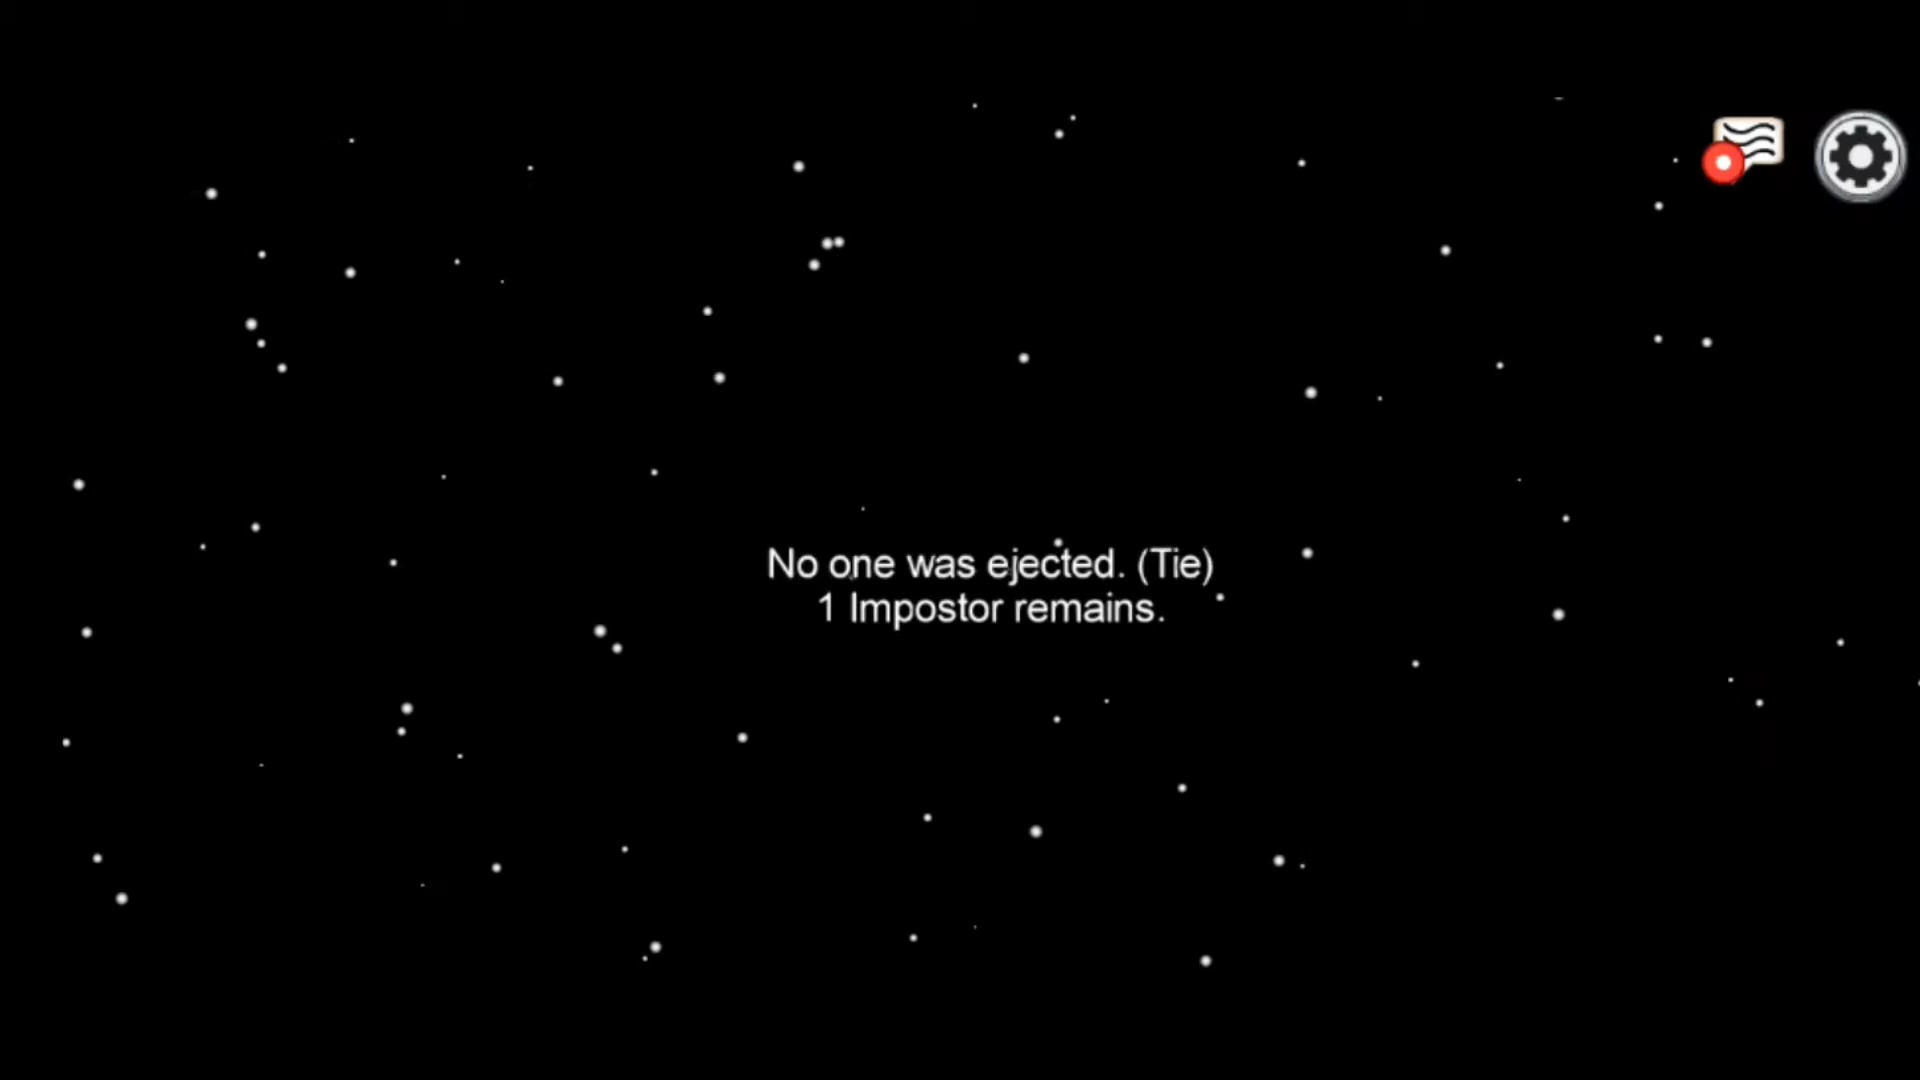 No one was ejected. (Tie)
1 Impostor remains.